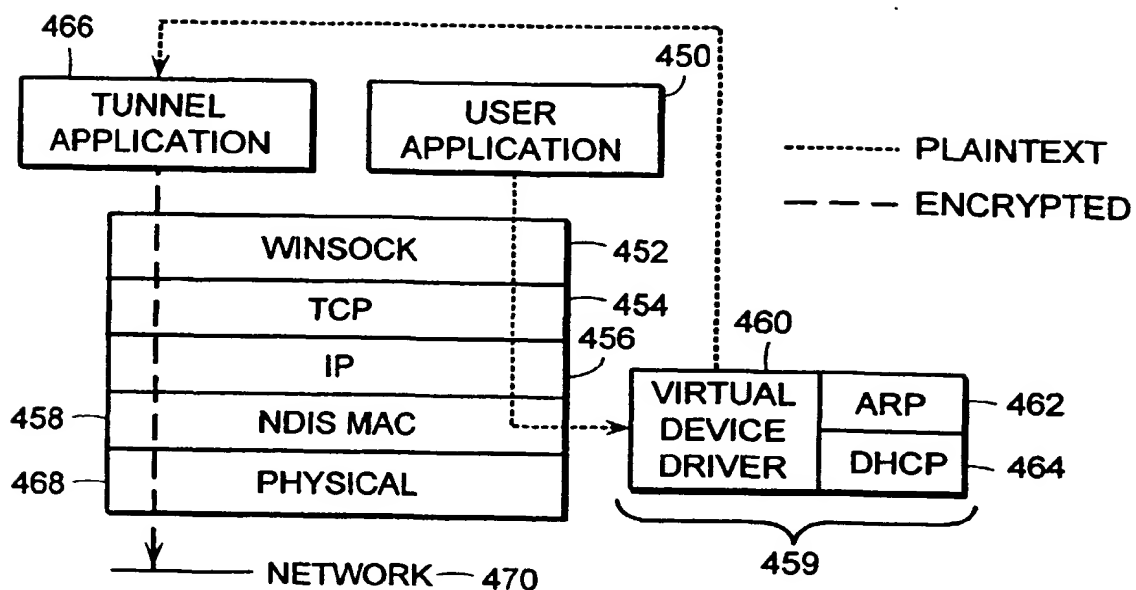 466
450
TUNNEL
APPLICATION
USER
APPLICATION
PLAINTEXT
ENCRYPTED
WINSOCK
452
TCP
454
460
456
IP
458
NDIS MAC
VIRTUAL
DEVICE
DRIVER
ARP
462
DHCP
464
468
PHYSICAL
459
NETWORK
470